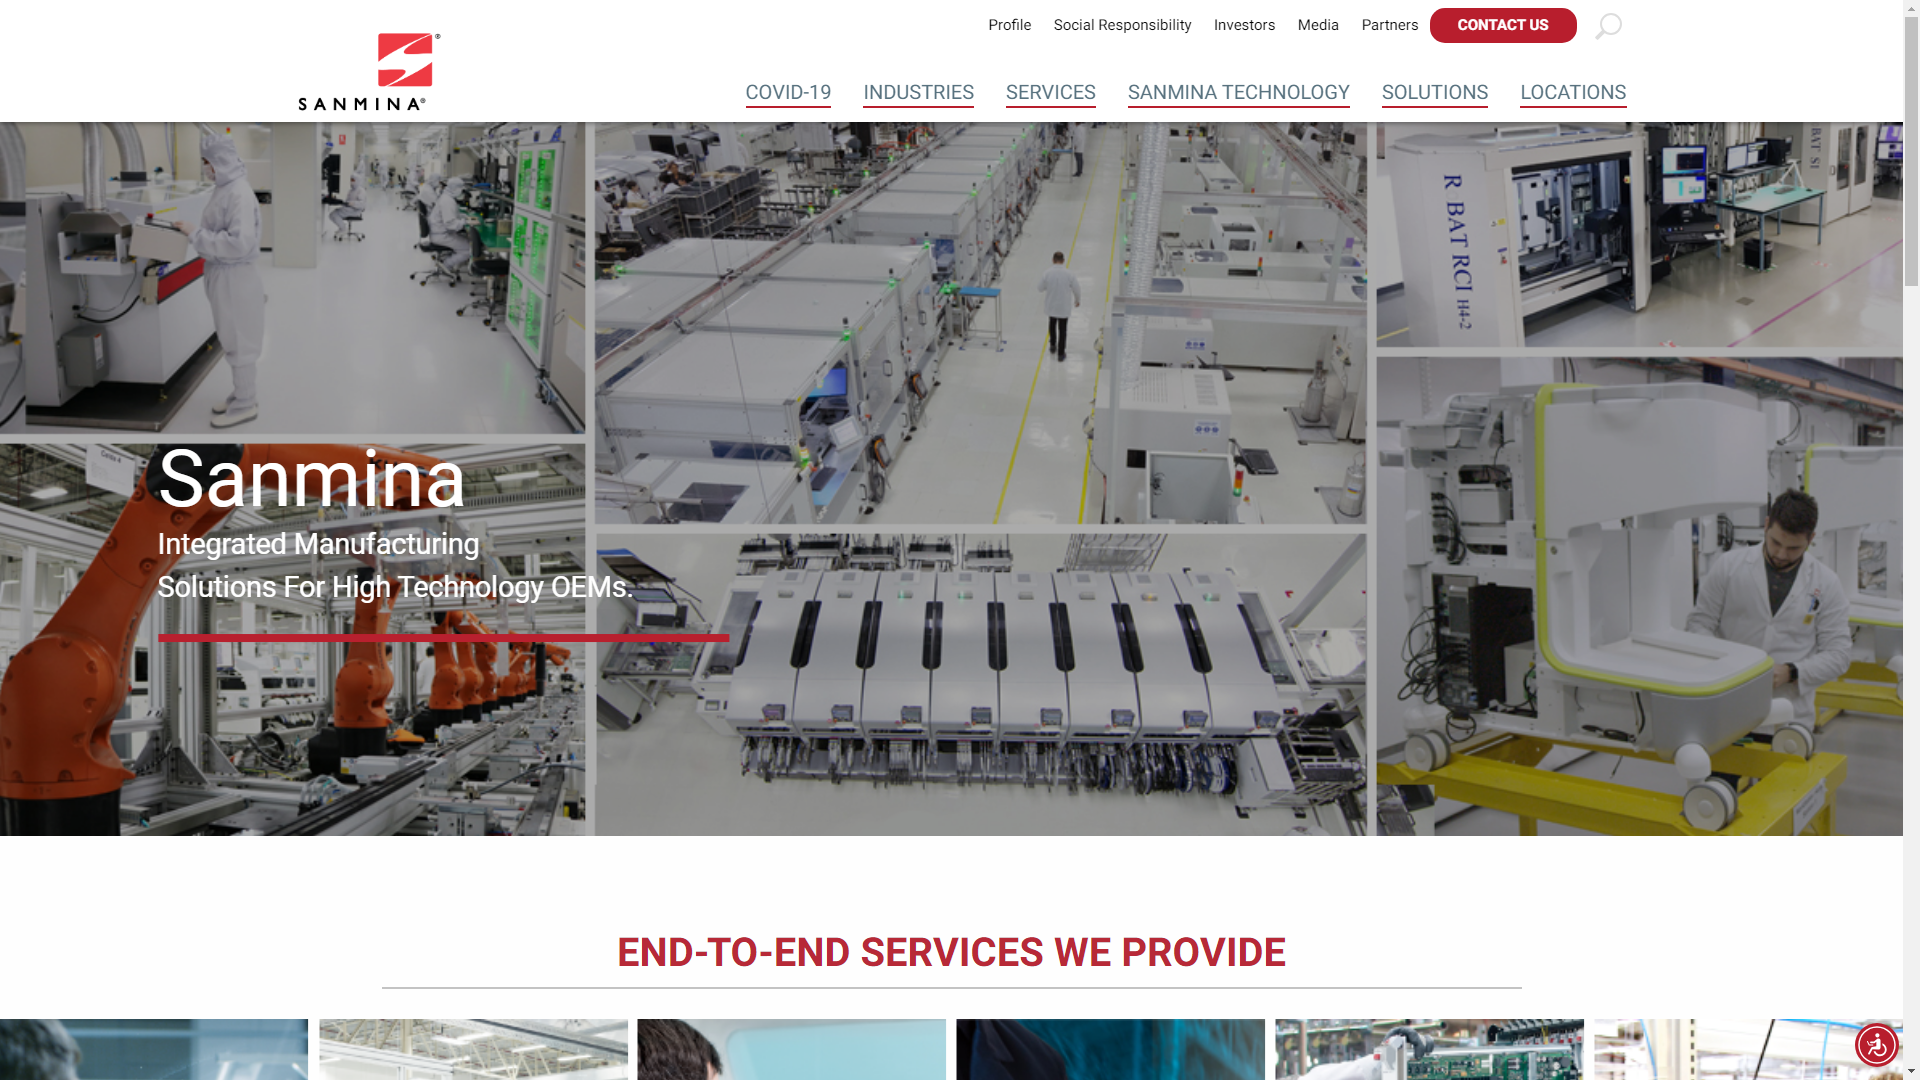 Profile Social Responsibility Investors Media Partners CONTACT US
SANMINA®
COVID-19 INDUSTRIES SERVICES SANMINA TECHNOLOGY SOLUTIONS LOCATIONS
R BAT RCI H4-2
BAT S1
Sanmina
Integrated Manufacturing
Solutions For High Technology OEMs.
END-TO-END SERVICES WE PROVIDE